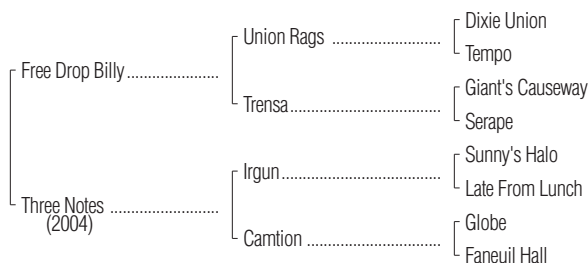 Dixie Union
Union Rags
Tempo
Free Drop Billy
Giant's Causeway
Trensa
Serape
Sunny's Halo
Irgun
Late From Lunch
Three Notes
(2004)
Globe
Camtion
Faneuil Hall